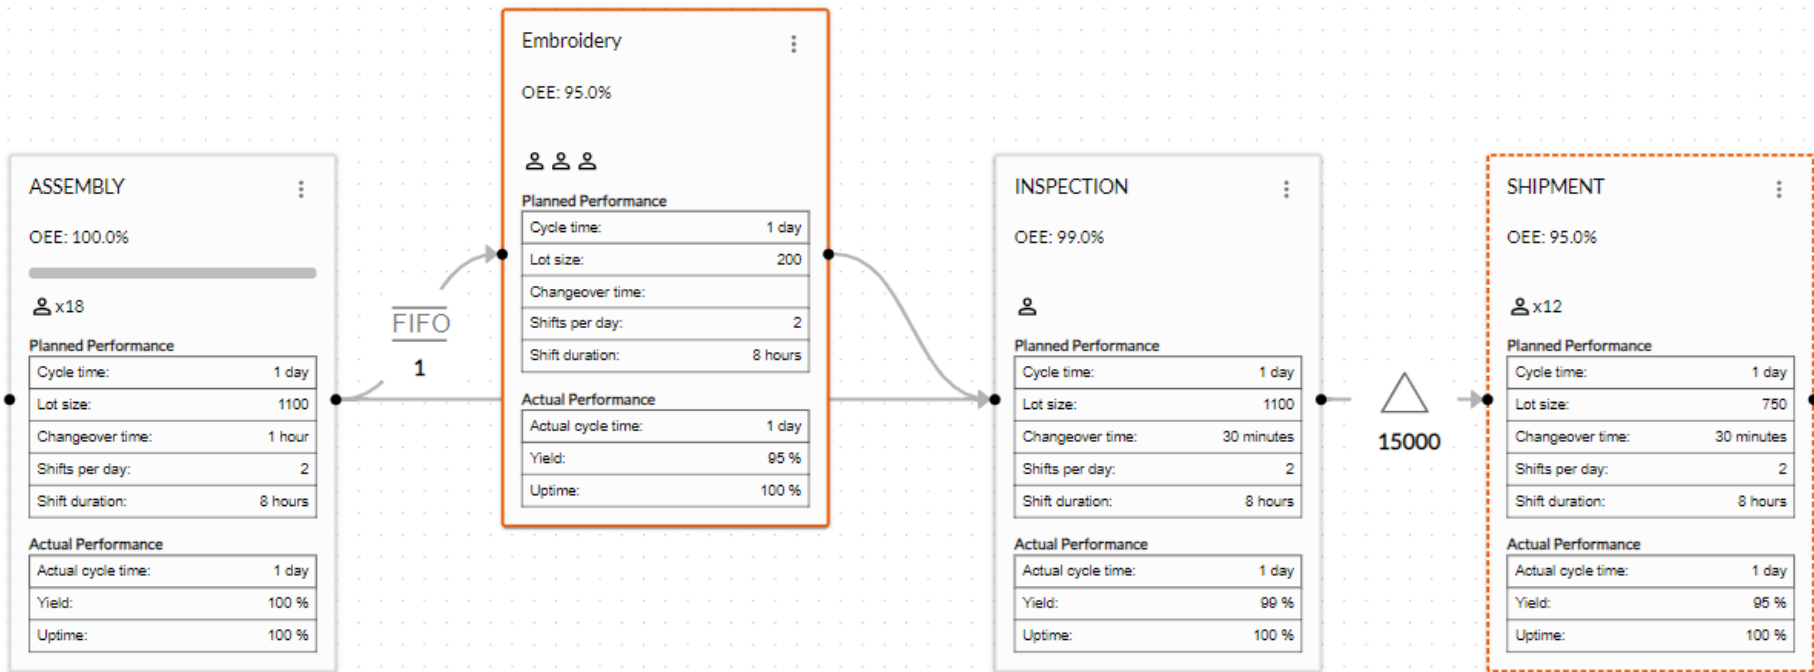 ASSEMBLY
OEE: 100.0%
x18
Planned Performance
Cycle time: 1 day
Lot size: 1100
Changeover time: 1 hour
Shifts per day: 2
Shift duration: 8 hours
Actual Performance
Actual cycle time: 1 day
Yield: 100 %
Uptime: 100 %
FIFO
1
Embroidery
OEE: 95.0%
Planned Performance
Cycle time: 1 day
Lot size: 200
Changeover time:
Shifts per day: 2
Shift duration: 8 hours
Actual Performance
Actual cycle time: 1 day
Yield: 95 %
Uptime: 100 %
INSPECTION
OEE: 99.0%
Planned Performance
Cycle time: 1 day
Lot size: 1100
Changeover time: 30 minutes
Shifts per day: 2
Shift duration: 8 hours
Actual Performance
Actual cycle time: 1 day
Yield: 99 %
Uptime: 100 %
15000
SHIPMENT
OEE: 95.0%
x12
Planned Performance
Cycle time: 1 day
Lot size: 750
Changeover time: 30 minutes
Shifts per day: 2
Shift duration: 8 hours
Actual Performance
Actual cycle time: 1 day
Yield: 95 %
Uptime: 100 %